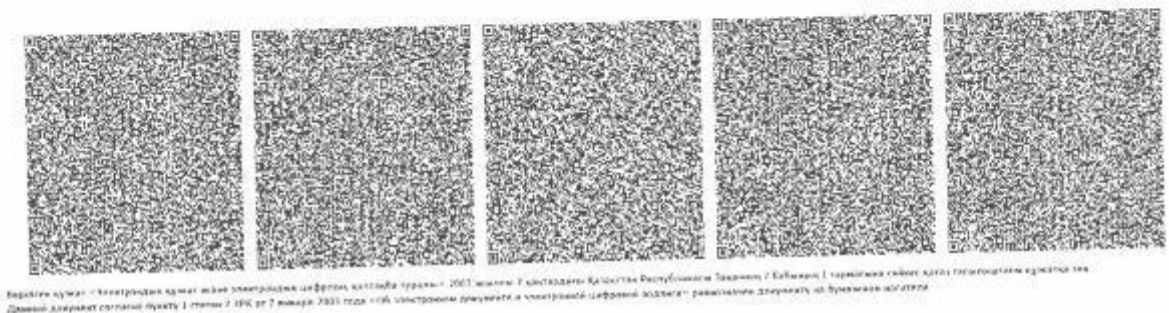 Берілген құжат «Электрондық құжат және электрондық цифрлық қолтаңба туралы» 2003 жылғы 7 қаңтардағы Қазақстан Республикасы Заңының 7 бабының 1 тармағына сәйкес қағаз тасығыштағы құжатқа тең
Данный документ согласно пункту 1 статьи 7 ЗРК от 7 января 2003 года «Об электронном документе и электронной цифровой подписи» равнозначен документу на бумажном носителе